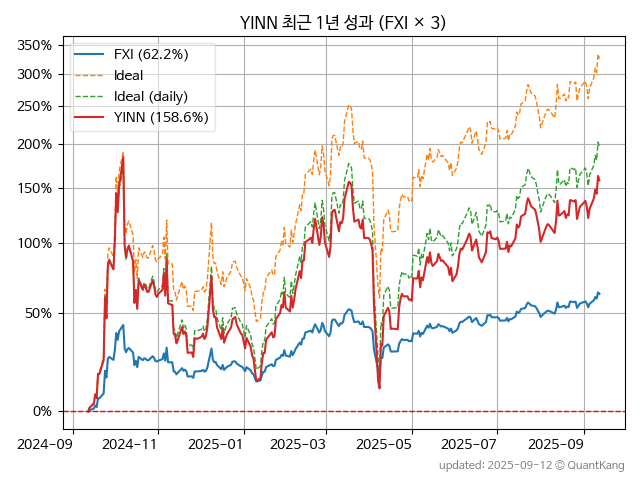 YINN 최근 1년 성과 (FXI × 3)
350%
300%
250%
200%
150%
100%
50%
0%
FXI (62.2%)
Ideal
Ideal (daily)
YINN (158.6%)
2024-09
2024-11
2025-01
2025-03
2025-05
2025-07
2025-09
updated: 2025-09-12 ⓒ QuantKang